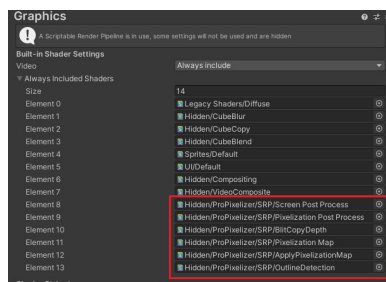 Graphics
A Scriptable Render Pipeline is in use, some settings will not be used and are hidden
Built-in Shader Settings
Video Always include
Always Included Shaders
Size 14
Element 0 Legacy Shaders/Diffuse
Element 1 Hidden/CubeBlur
Element 2 Hidden/CubeCopy
Element 3 Hidden/CubeBlend
Element 4 Sprites/Default
Element 5 UI/Default
Element 6 Hidden/Compositing
Element 7 Hidden/VideoComposite
Element 8 Hidden/ProPixelizer/SRP/Screen Post Process
Element 9 Hidden/ProPixelizer/SRP/Pixelization Post Process
Element 10 Hidden/ProPixelizer/SRP/BlitCopyDepth
Element 11 Hidden/ProPixelizer/SRP/Pixelization Map
Element 12 Hidden/ProPixelizer/SRP/ApplyPixelizationMap
Element 13 Hidden/ProPixelizer/SRP/OutlineDetection